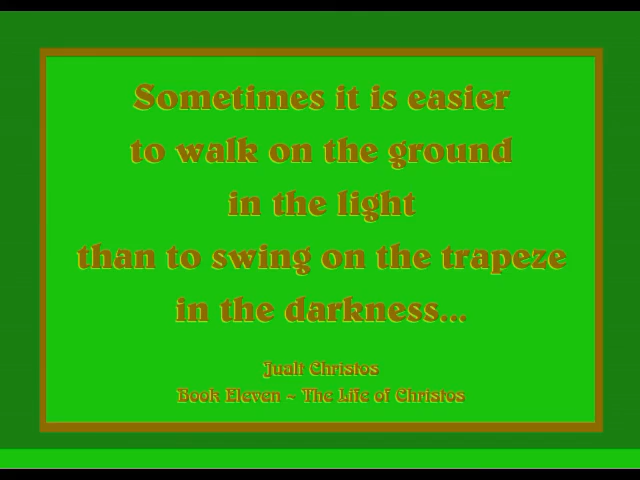 Sometimes it is easier
to walk on the ground
in the light
than to swing on the trapeze
in the darkness...
Jualt Christos
Book Eleven ~ The Life of Christos